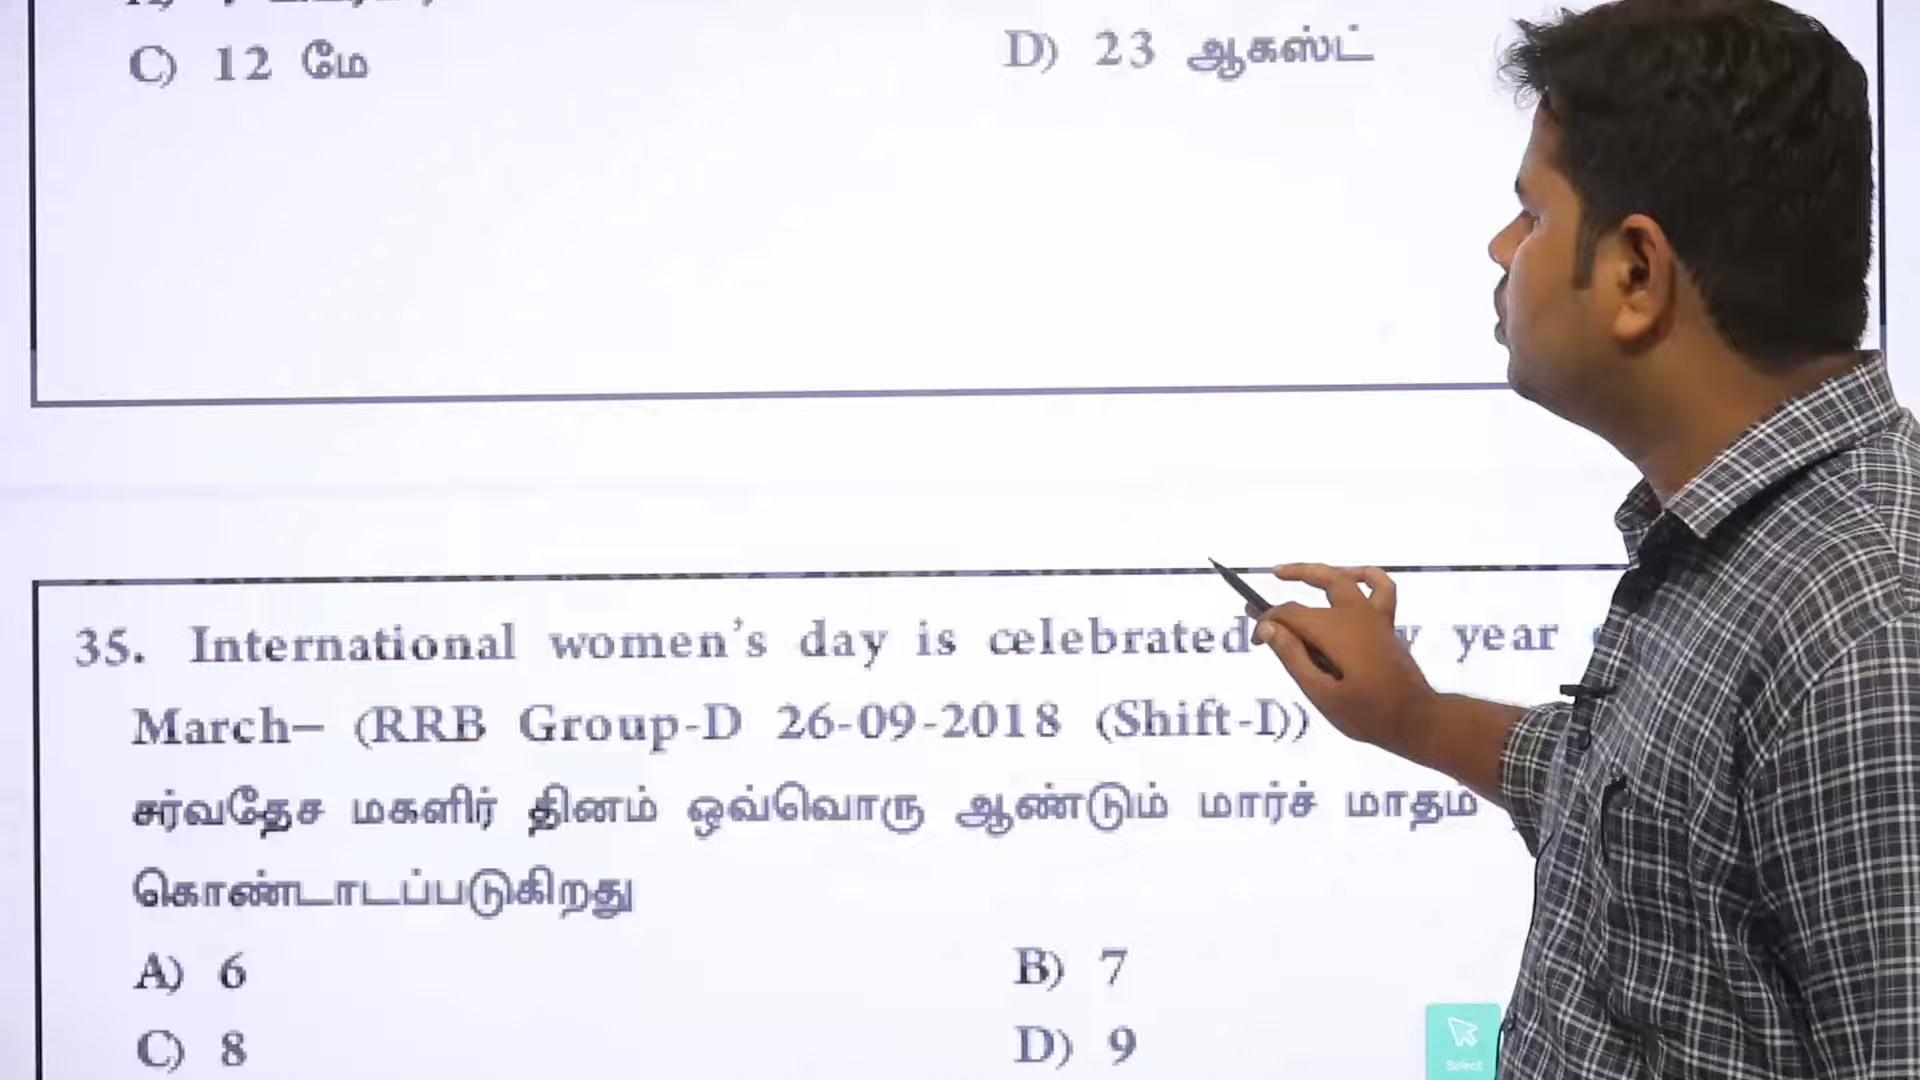 C) 12 மே
D) 23 ஆகஸ்ட்
35. International women's day is celebrated year
March– (RRB Group-D 26-09-2018 (Shift-I))
சர்வதேச மகளிர் தினம் ஒவ்வொரு ஆண்டும் மார்ச் மாதம்
கொண்டாடப்படுகிறது
A) 6
B) 7
C) 8
D) 9
Select